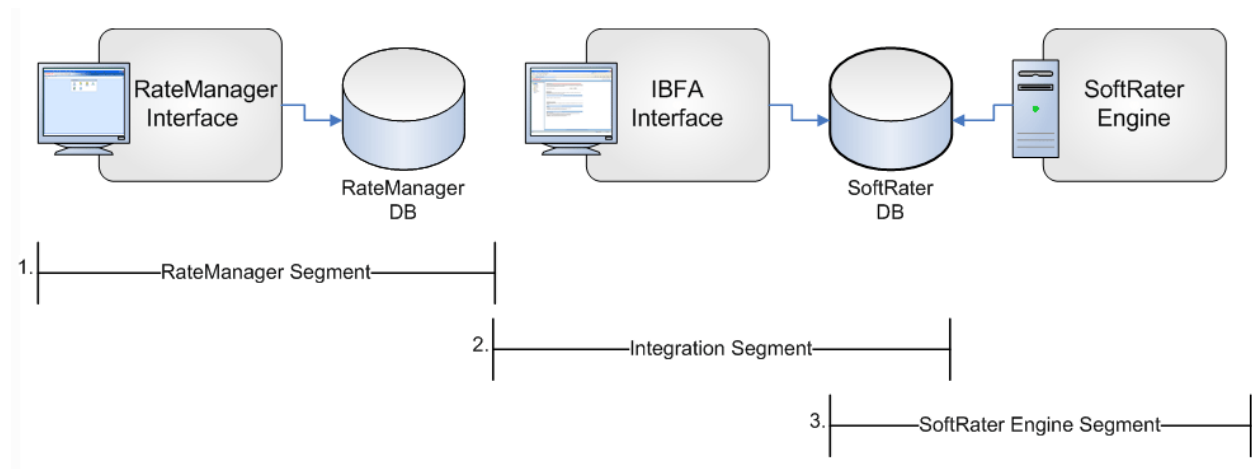 RateManager
Interface
IBFA
Interface
SoftRater
Engine
RateManager
DB
SoftRater
DB
1.
RateManager Segment
2.
Integration Segment
3.
SoftRater Engine Segment